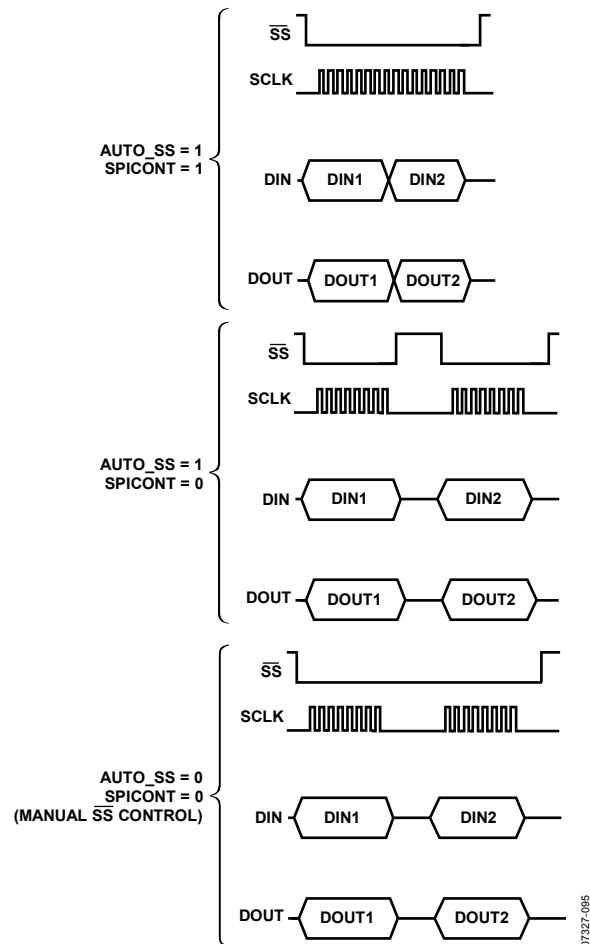 SS
SCLK
AUTO_SS = 1
SPICONT = 1
DIN DIN1 DIN2
DOUT DOUT1 DOUT2
SS
SCLK
AUTO_SS = 1
SPICONT = 0
DIN DIN1 DIN2
DOUT DOUT1 DOUT2
SS
SCLK
AUTO_SS = 0
SPICONT = 0
(MANUAL SS CONTROL)
DIN DIN1 DIN2
DOUT DOUT1 DOUT2
07327-095